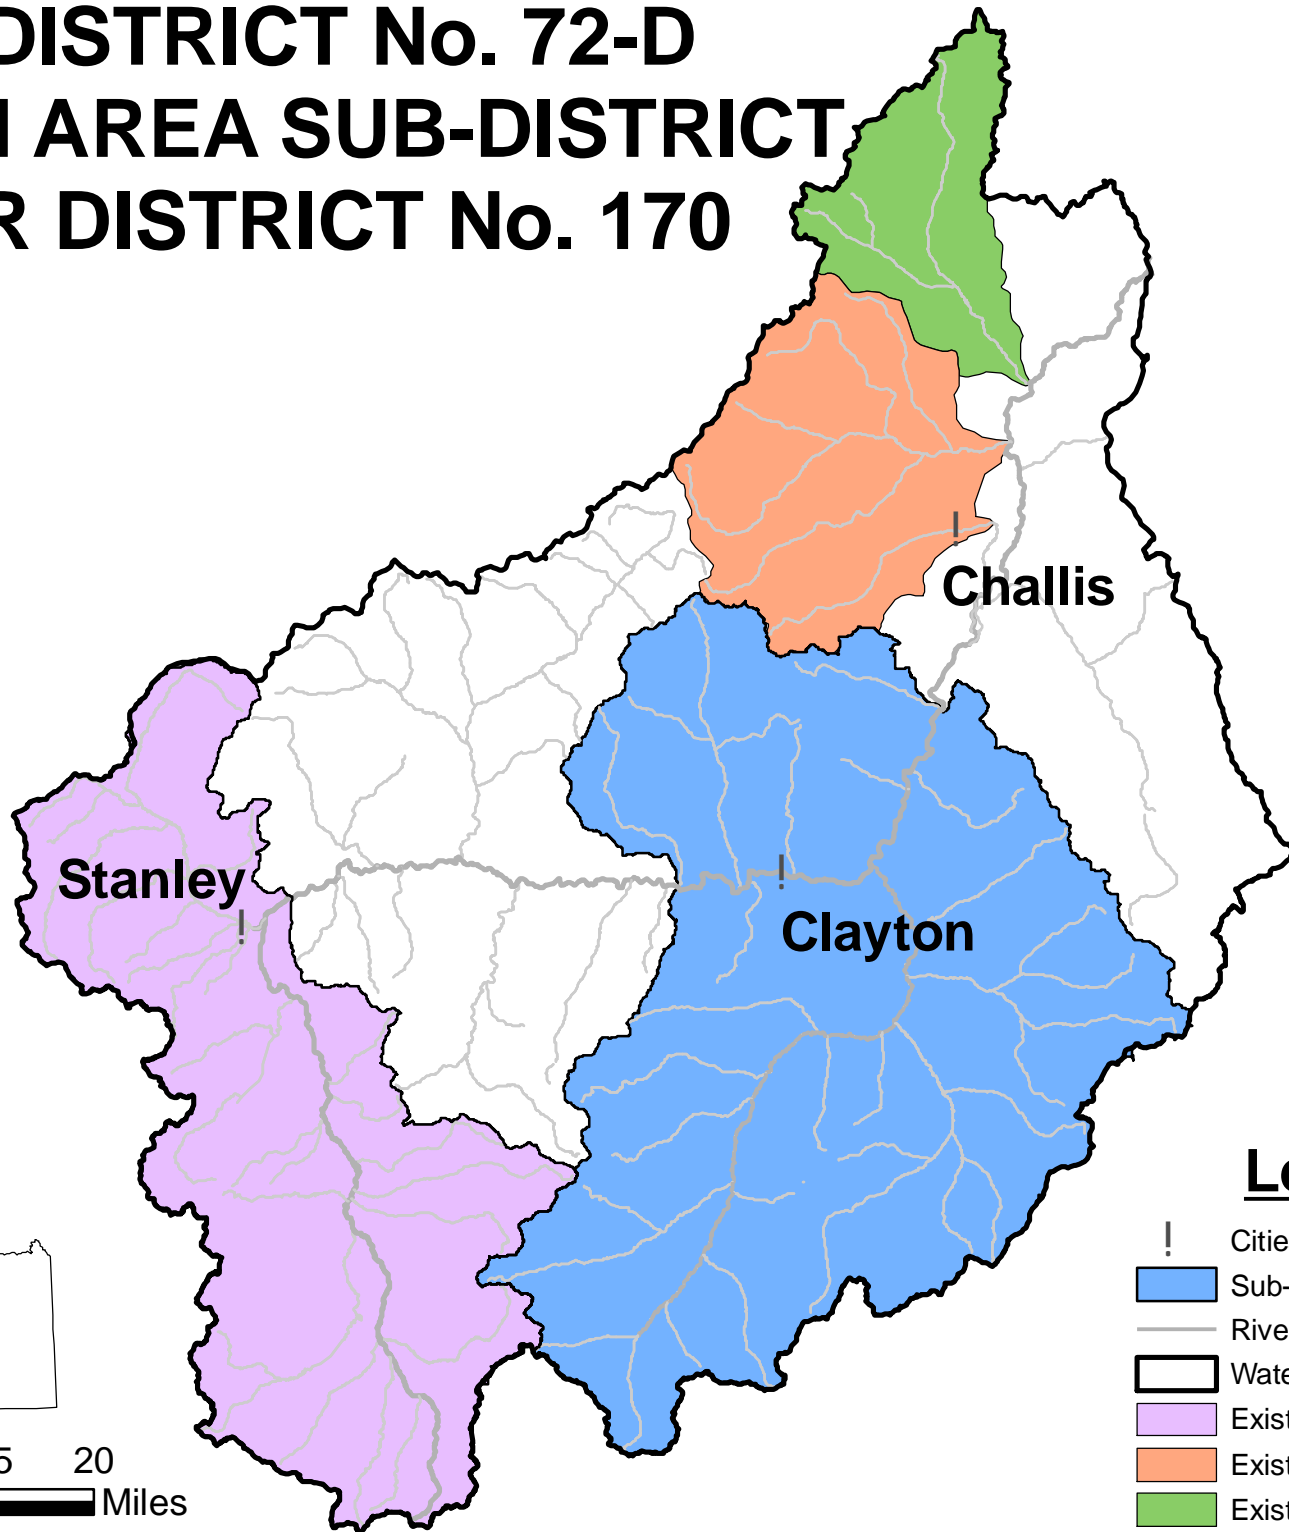 DISTRICT No. 72-D
AREA SUB-DISTRICT
R DISTRICT No. 170
Challis
Stanley
Clayton
Le
! Citie
Sub-
Rive
Wate
Exist
Exist
Exist
5 20
Miles